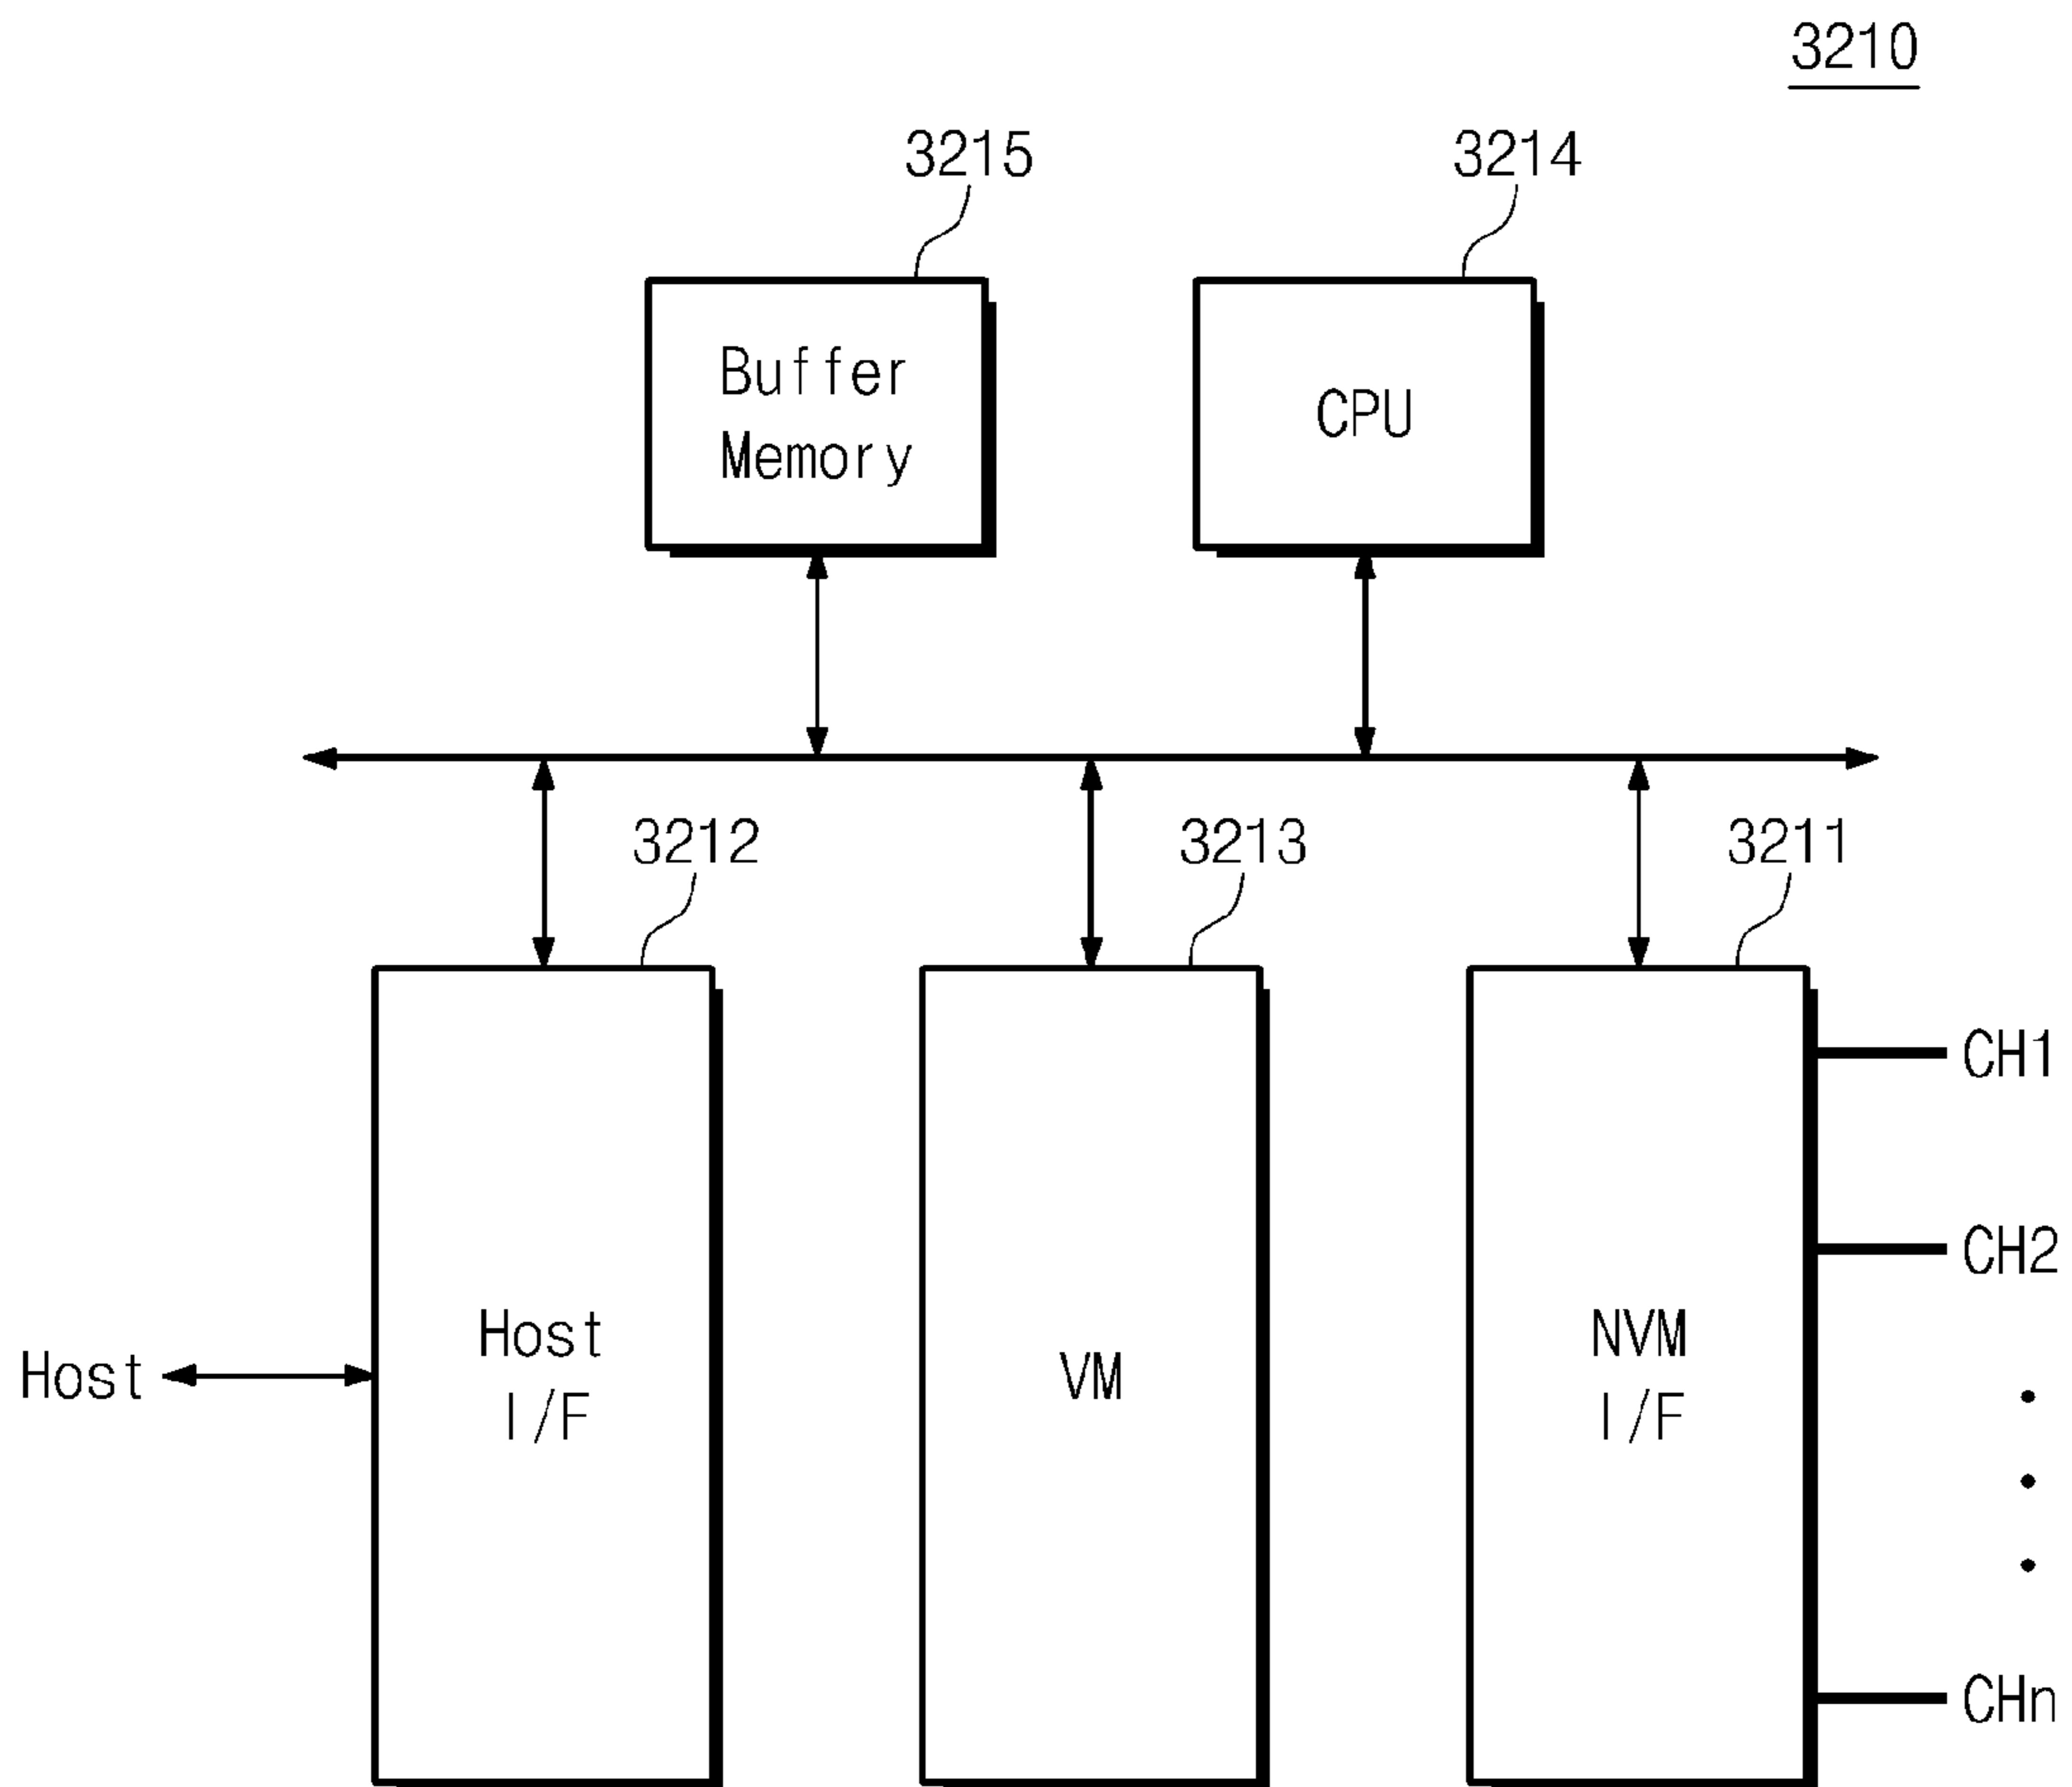 3210
3215
3214
Buffer
Memory
CPU
3212
3213
3211
CH1
CH2
Host
Host
I/F
VM
NVM
I/F
CHn